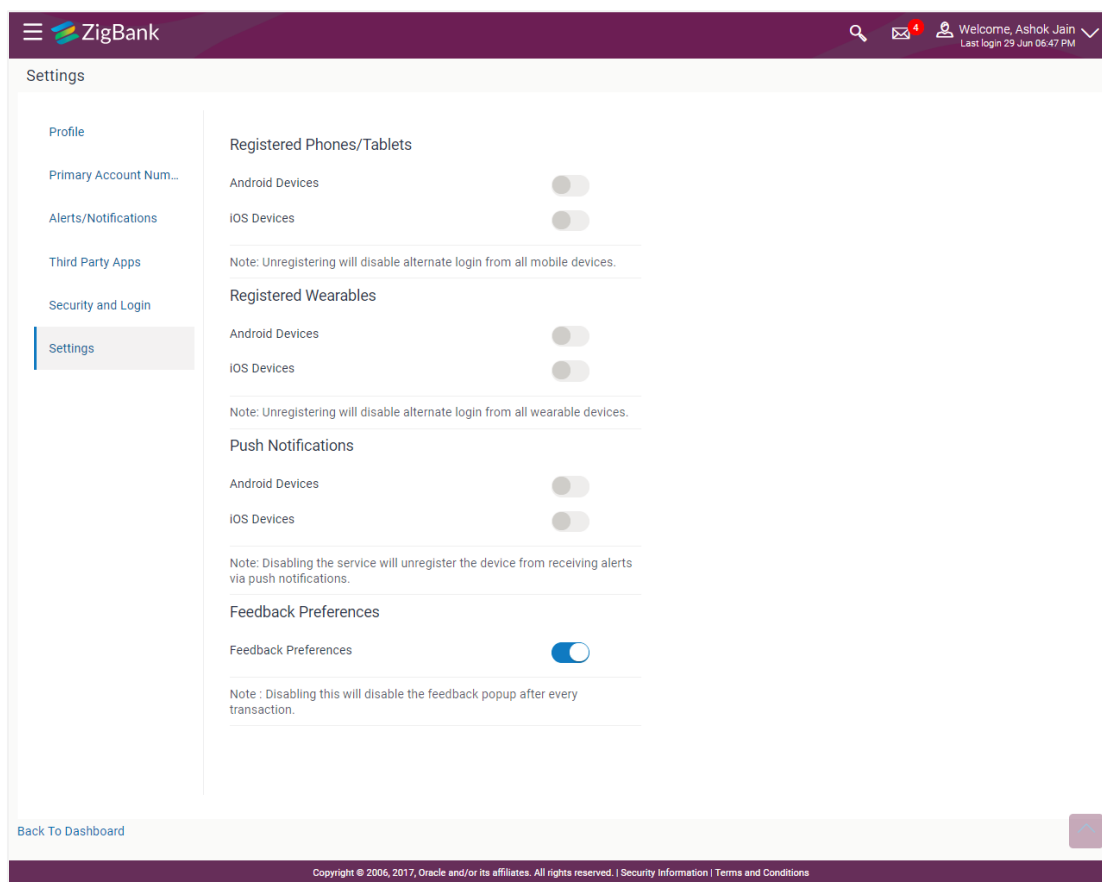 ZigBank
4
Welcome, Ashok Jain
Last login 29 Jun 06:47 PM
Settings
Profile
Primary Account Num...
Alerts/Notifications
Third Party Apps
Security and Login
Settings
Registered Phones/Tablets
Android Devices
iOS Devices
Note: Unregistering will disable alternate login from all mobile devices.
Registered Wearables
Android Devices
iOS Devices
Note: Unregistering will disable alternate login from all wearable devices.
Push Notifications
Android Devices
iOS Devices
Note: Disabling the service will unregister the device from receiving alerts
via push notifications.
Feedback Preferences
Feedback Preferences
Note : Disabling this will disable the feedback popup after every
transaction.
Back To Dashboard
Copyright © 2006, 2017, Oracle and/or its affiliates. All rights reserved. | Security Information | Terms and Conditions